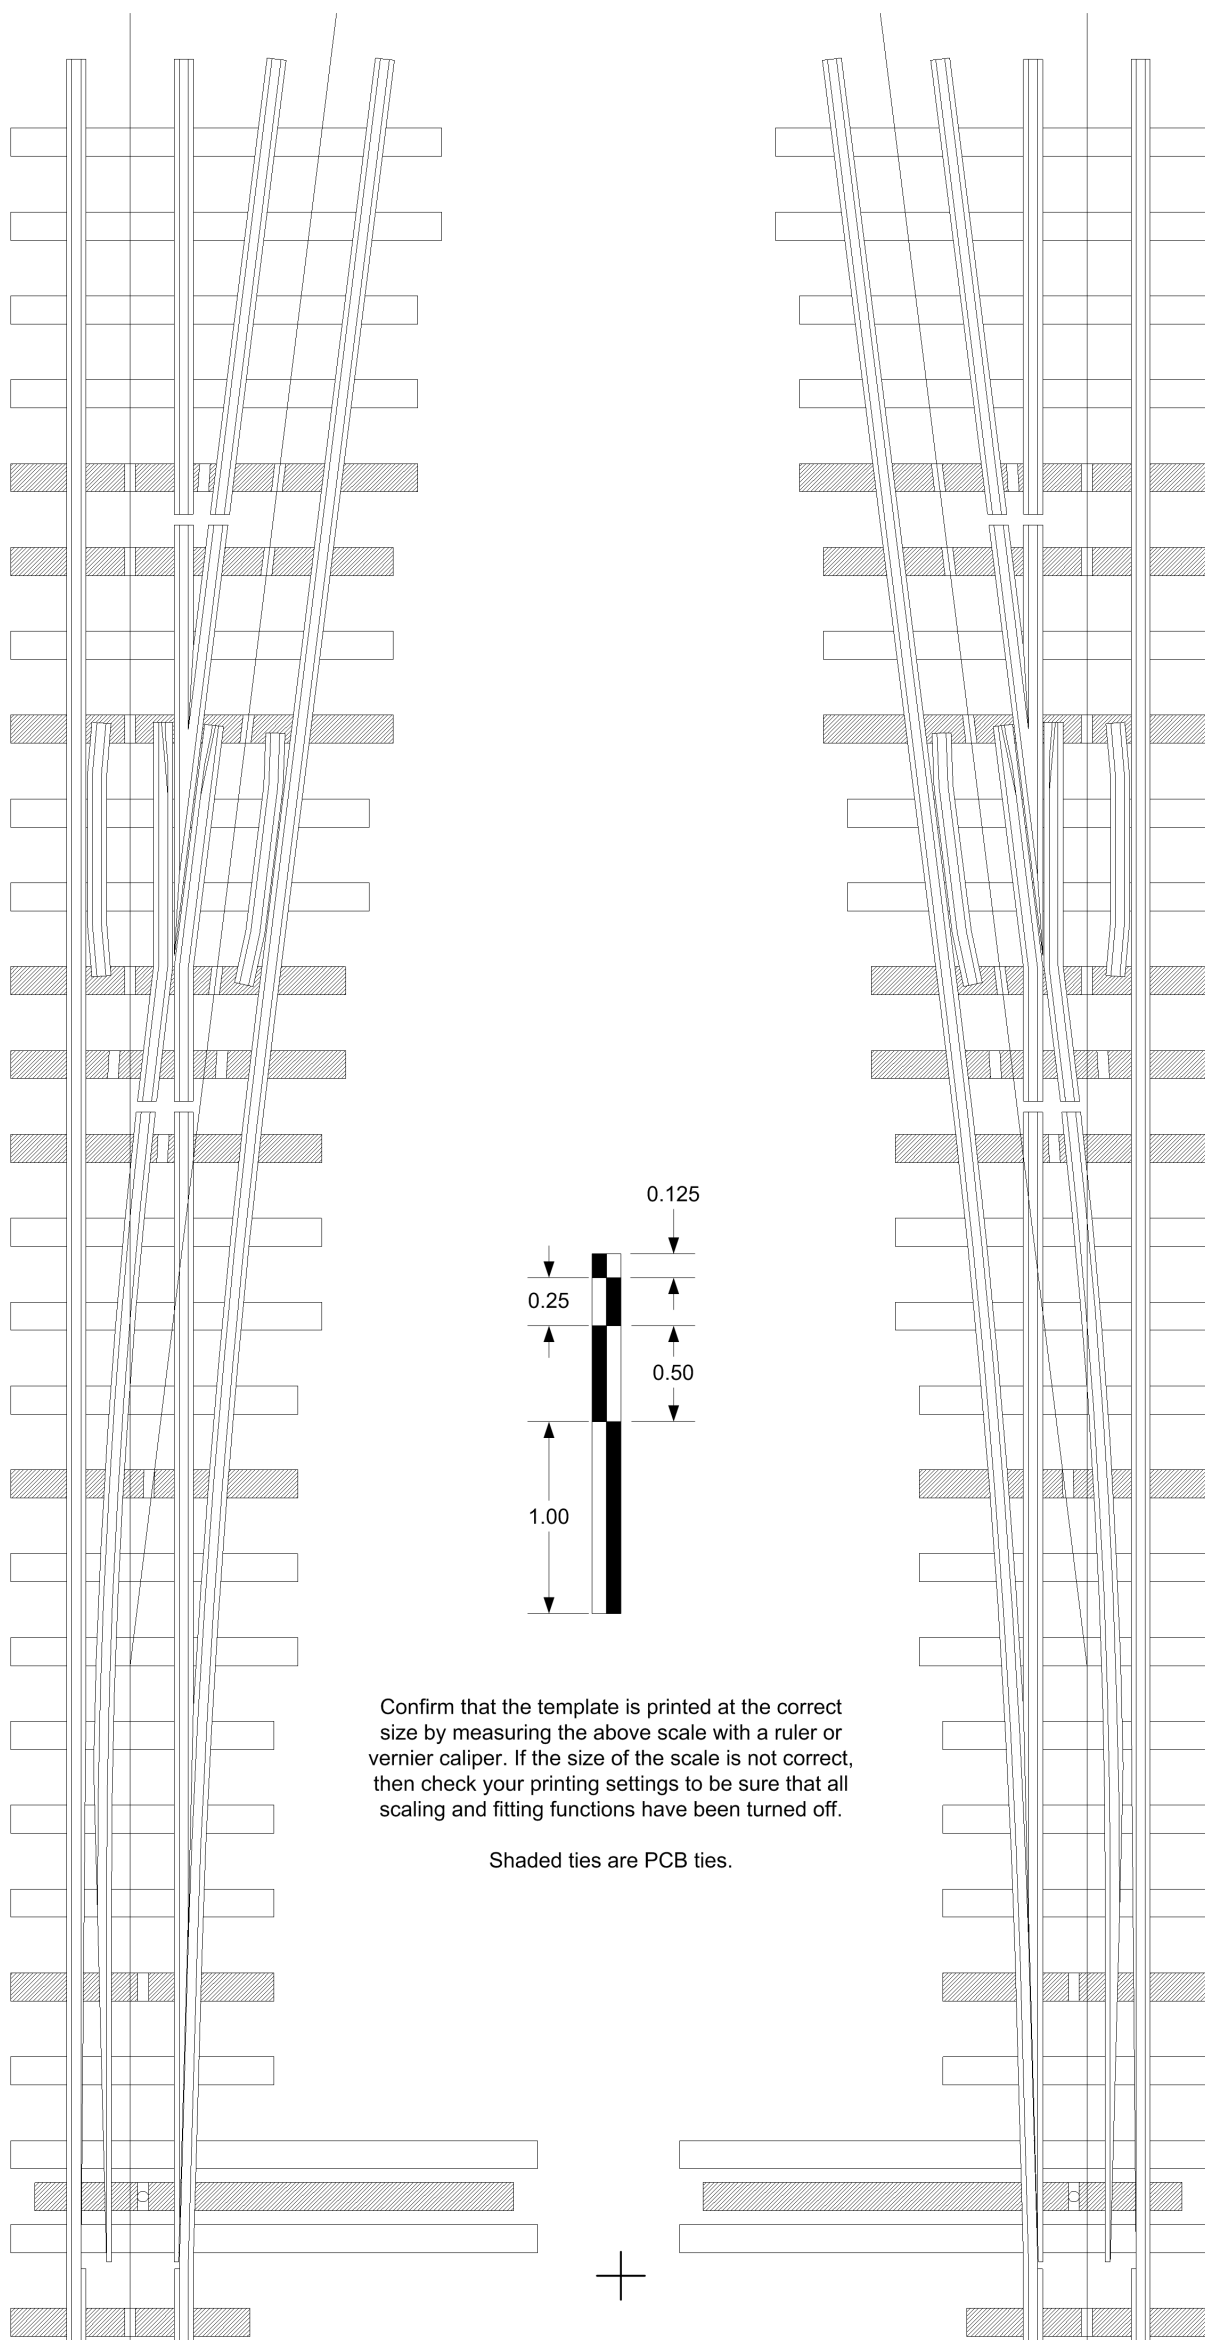 0.125
0.25
0.50
1.00
Confirm that the template is printed at the correct
size by measuring the above scale with a ruler or
vernier caliper. If the size of the scale is not correct,
then check your printing settings to be sure that all
scaling and fitting functions have been turned off.
Shaded ties are PCB ties.